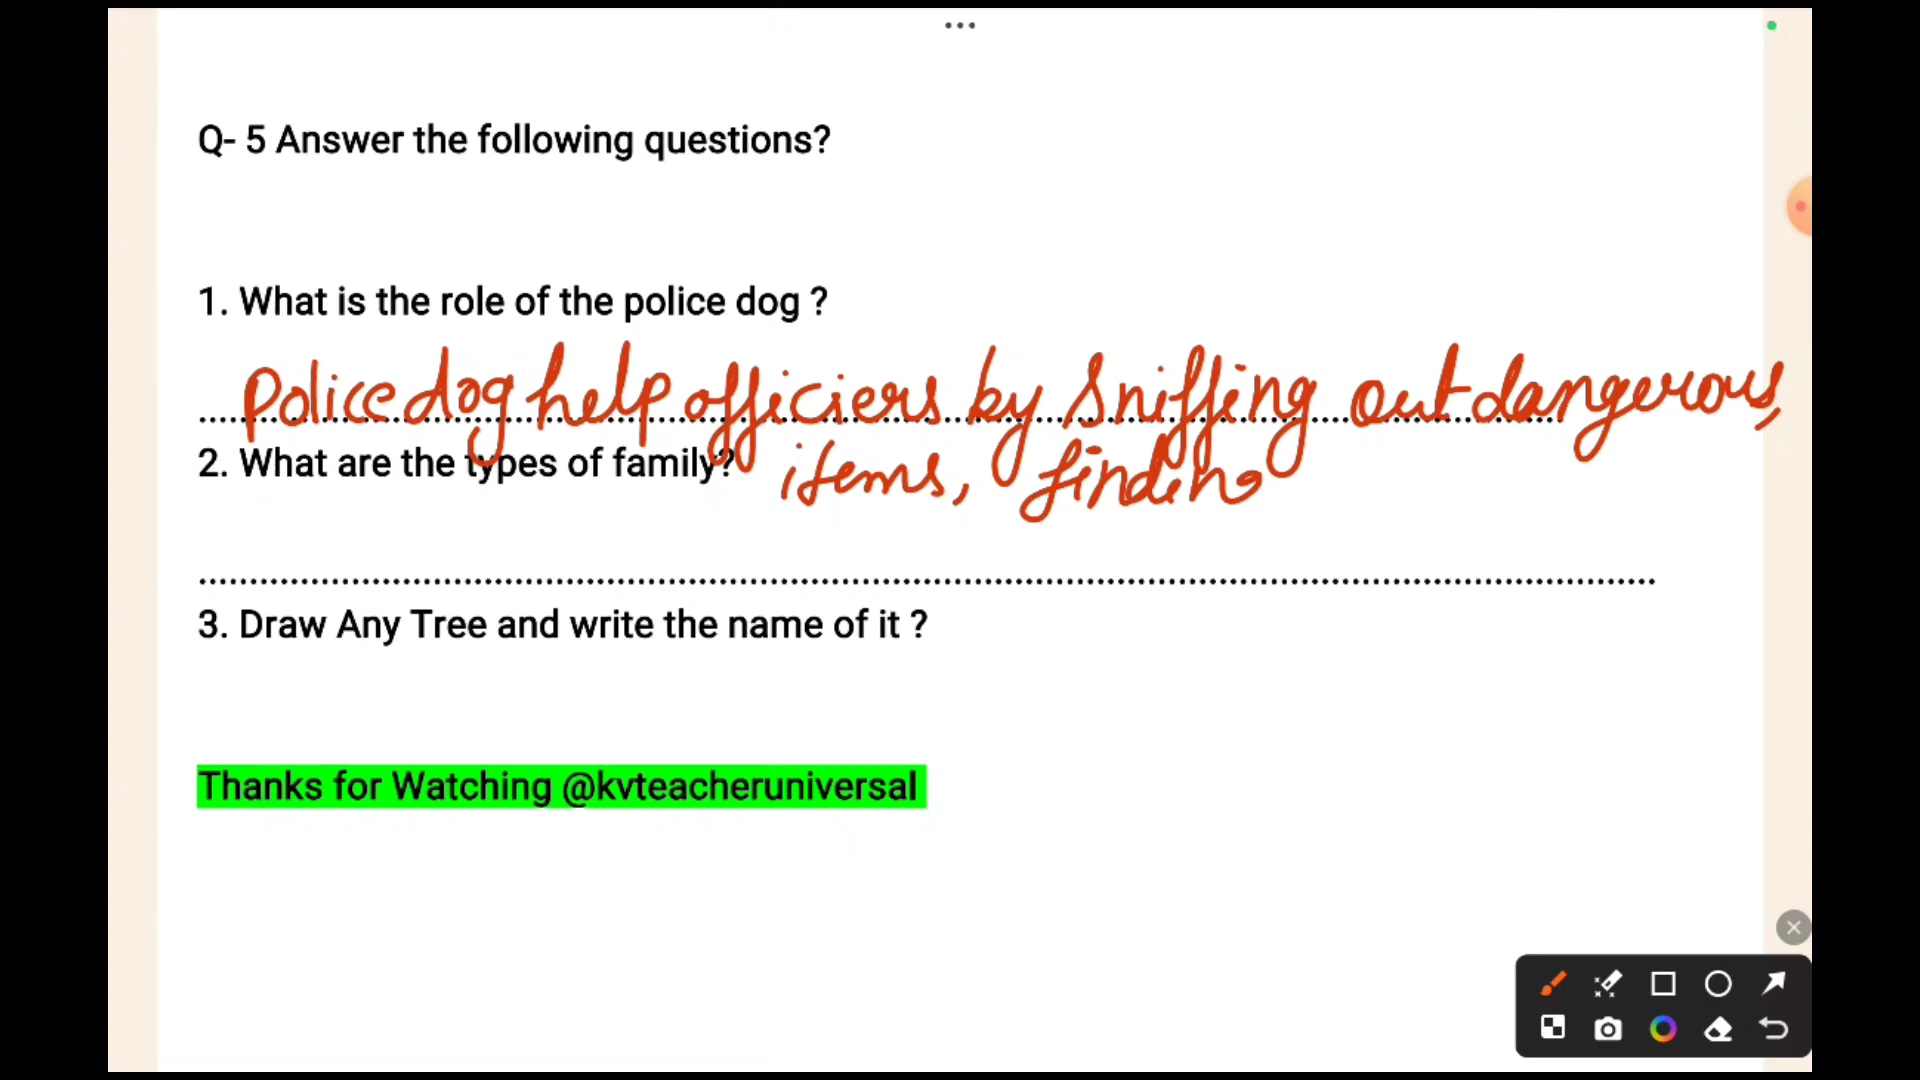 Q- 5 Answer the following questions?
1. What is the role of the police dog ?
Police dog help officiers by sniffing out dangerous,
2. What are the types of family?
items, findin
3. Draw Any Tree and write the name of it ?
Thanks for Watching @kvteacheruniversal